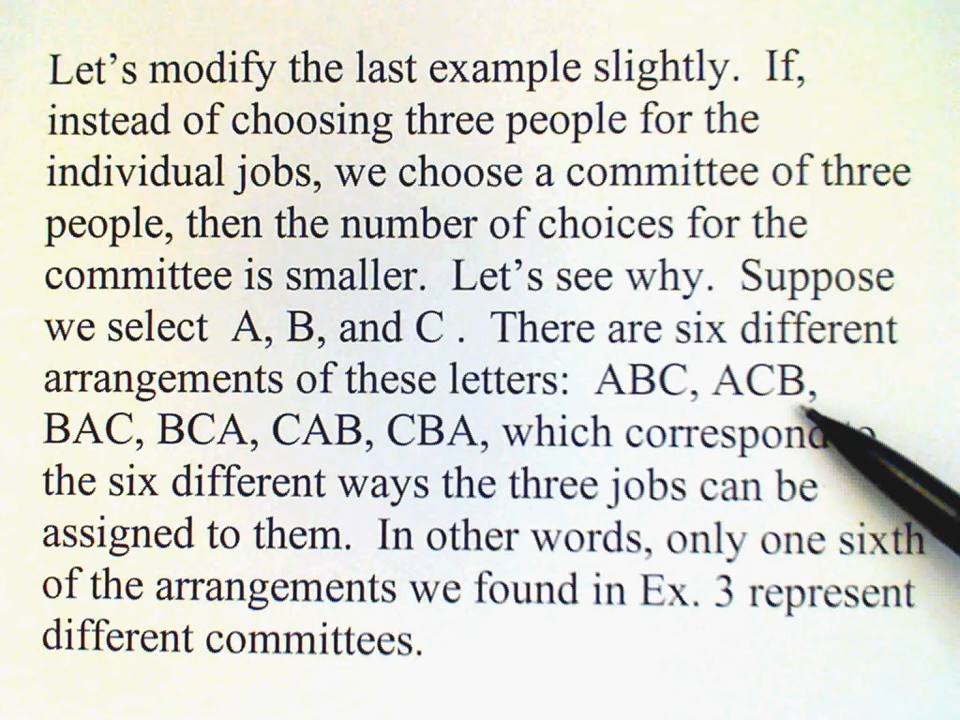 Let’s modify the last example slightly.  If,
instead of choosing three people for the
individual jobs, we choose a committee of three
people, then the number of choices for the
committee is smaller.  Let’s see why.  Suppose
we select  A, B, and C .  There are six different
arrangements of these letters:  ABC, ACB,
BAC, BCA, CAB, CBA, which correspond to
the six different ways the three jobs can be
assigned to them.  In other words, only one sixth
of the arrangements we found in Ex. 3 represent
different committees.